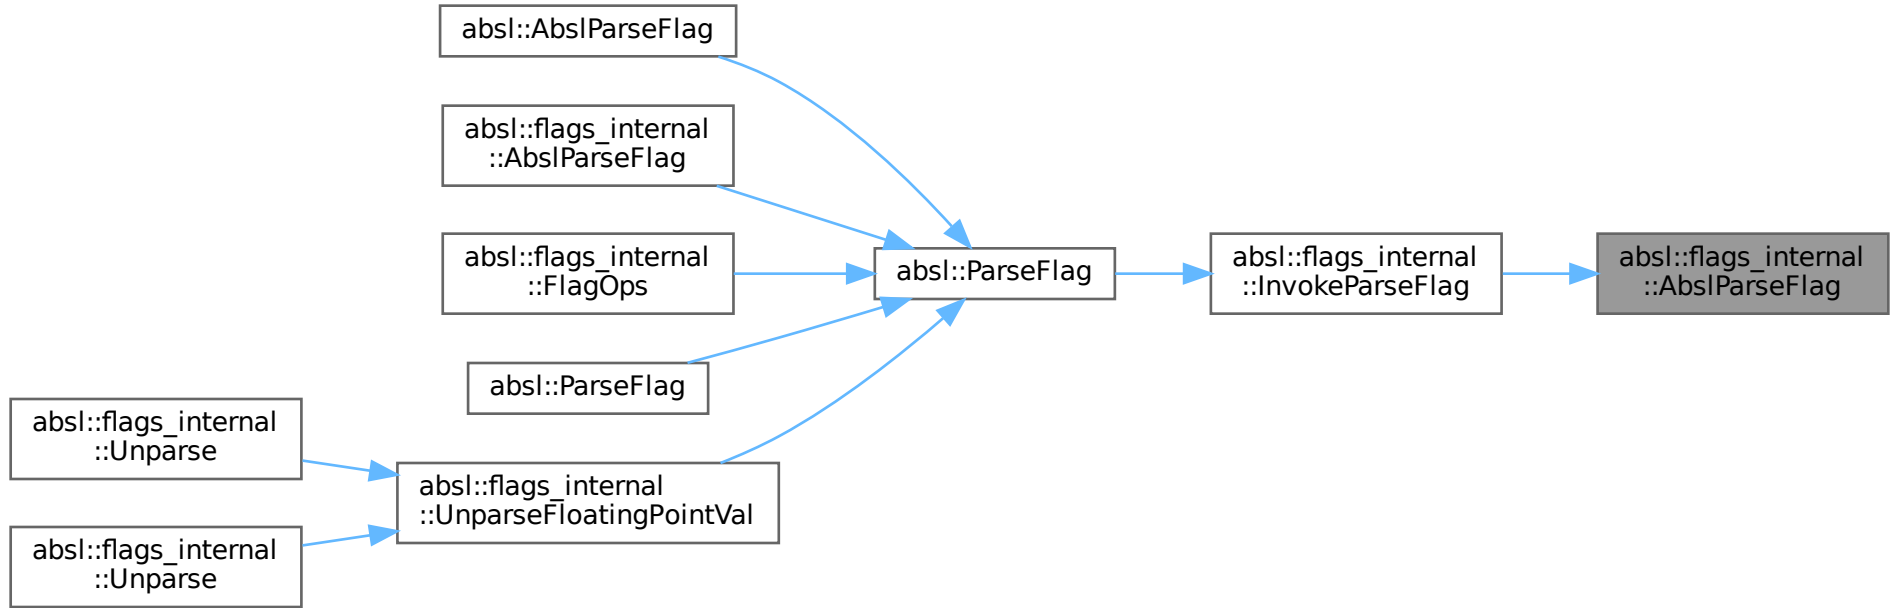 absl::AbslParseFlag
absl::flags_internal
::AbslParseFlag
absl::flags_internal
::FlagOps
absl::ParseFlag
absl::flags_internal
::InvokeParseFlag
absl::flags_internal
::AbslParseFlag
absl::ParseFlag
absl::flags_internal
::Unparse
absl::flags_internal
::UnparseFloatingPointVal
absl::flags_internal
::Unparse